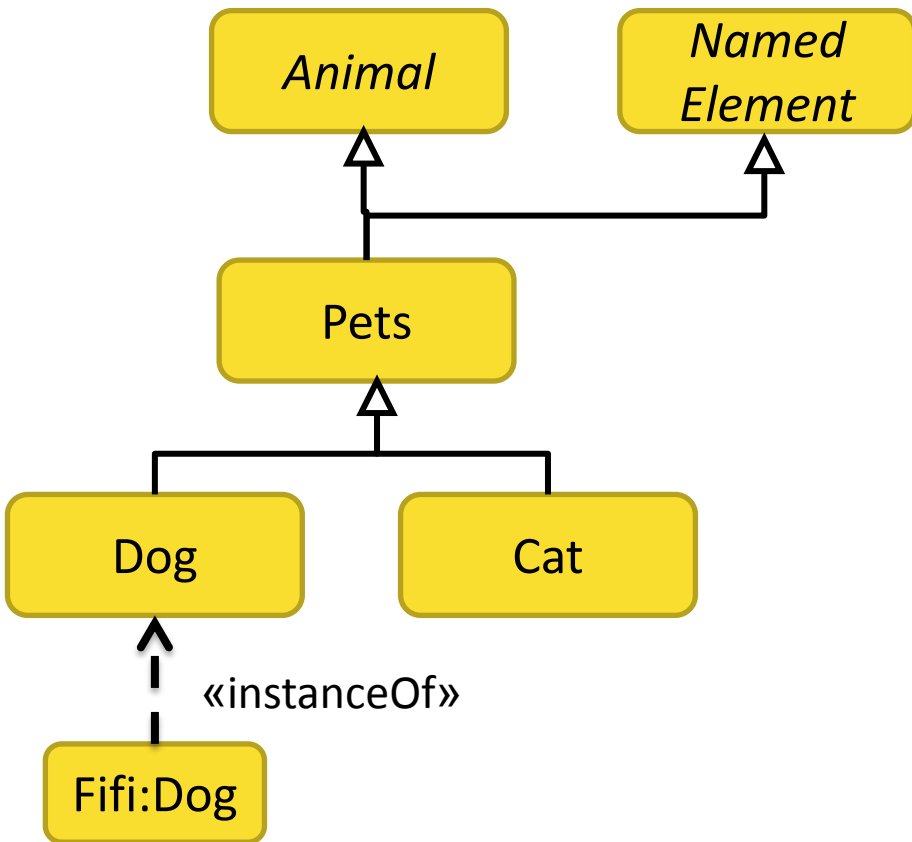 Animal
Named
Element
Pets
Dog
Cat
«instanceOf»
Fifi:Dog